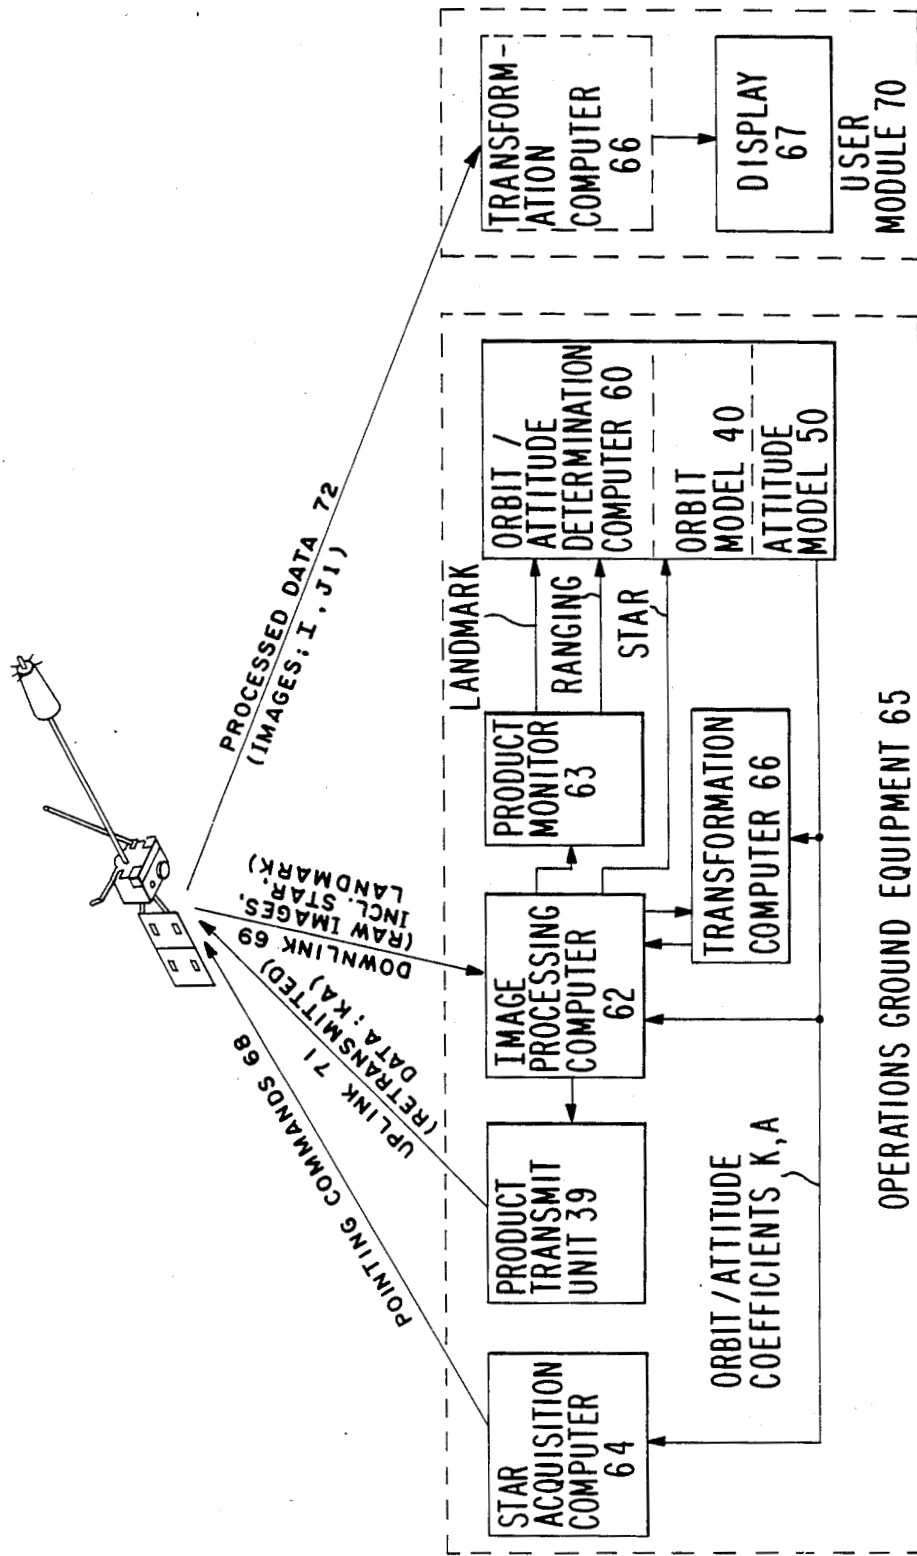 POINTING COMMANDS 68
UPLINK 71
(RETRANSMITTED)
DATA ; KA)
DOWNLINK 69
(RAW IMAGES,
INCL. STAR,
LANDMARK)
PROCESSED DATA 72
(IMAGES; I, J1)
STAR
ACQUISITION
COMPUTER
64
PRODUCT
TRANSMIT
UNIT 39
IMAGE
PROCESSING
COMPUTER
62
PRODUCT
MONITOR
63
LANDMARK
RANGING
STAR
ORBIT /
ATTITUDE
DETERMINATION
COMPUTER 60
ORBIT
MODEL 40
ATTITUDE
MODEL 50
TRANSFORMATION
COMPUTER 66
ORBIT/ATTITUDE
COEFFICIENTS K,A
OPERATIONS GROUND EQUIPMENT 65
TRANSFORM-
ATION
COMPUTER
66
DISPLAY
67
USER
MODULE 70